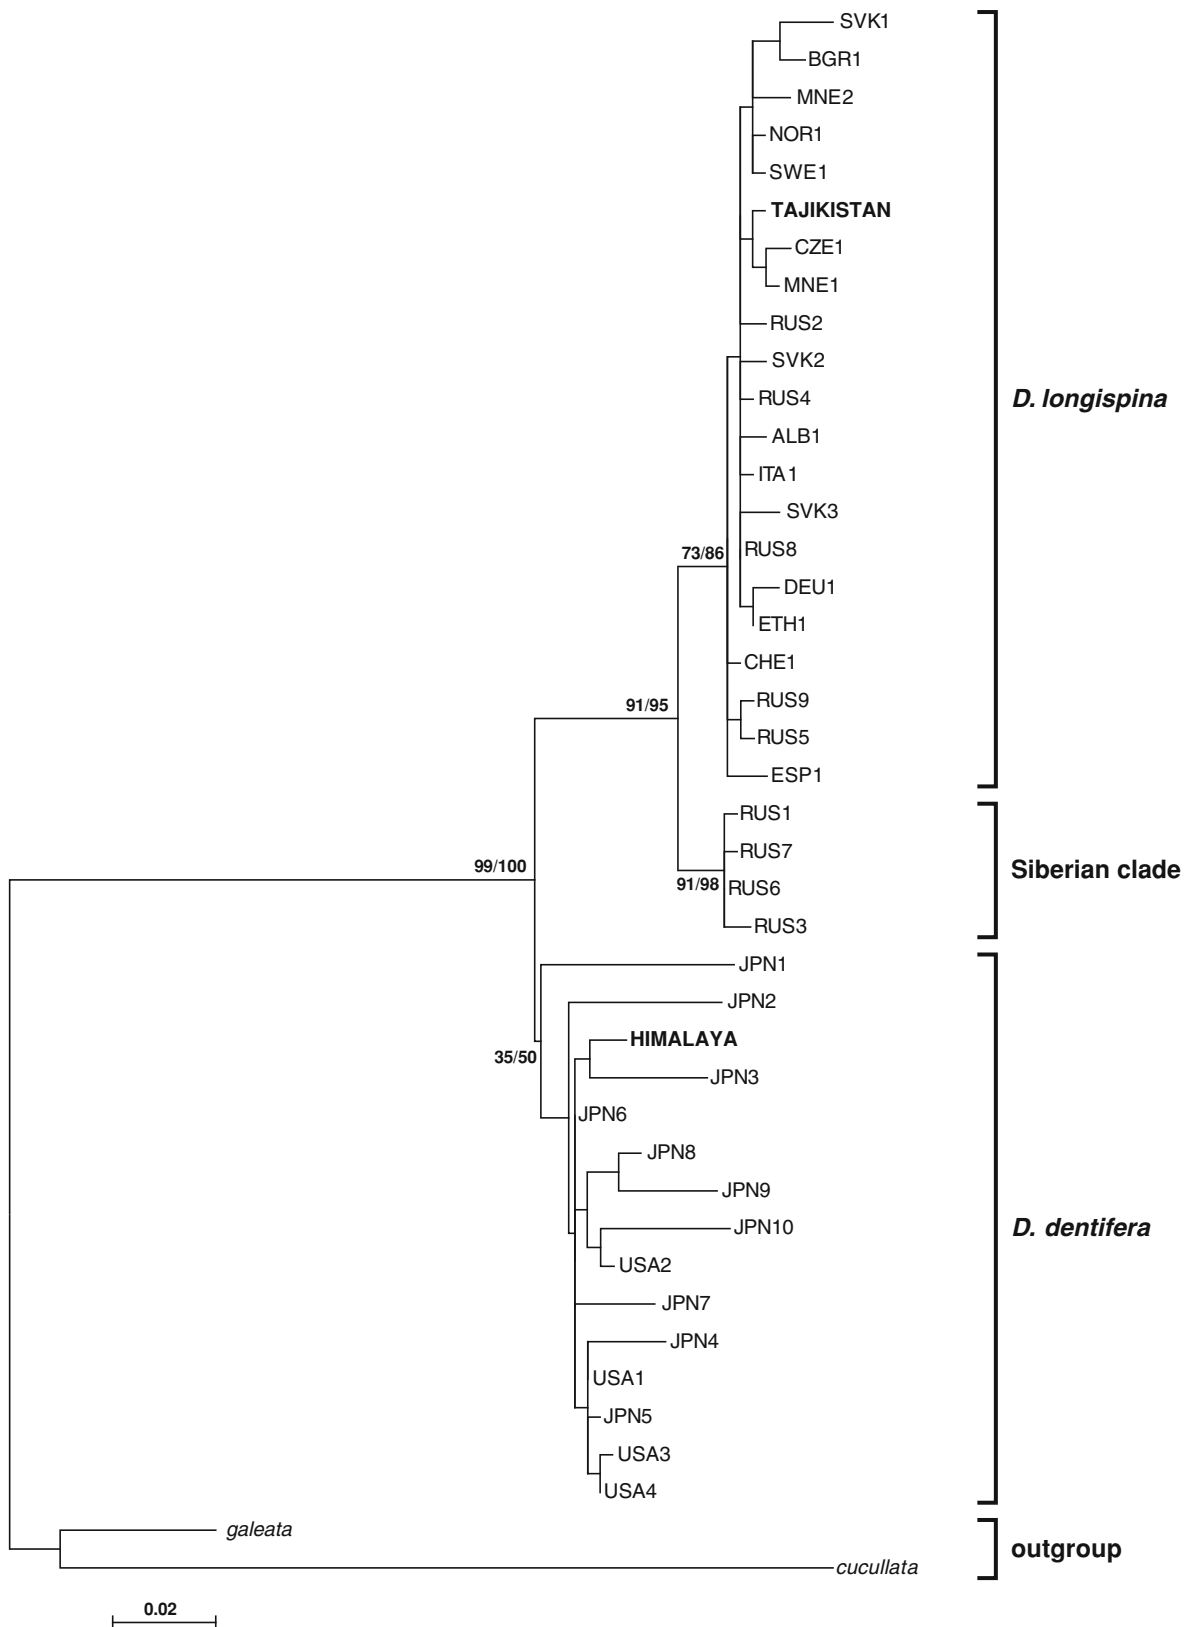 SVK1
BGR1
MNE2
NOR1
SWE1
TAJIKISTAN
CZE1
MNE1
RUS2
SVK2
RUS4
D. longispina
ALB1
ITA1
SVK3
73/86
RUS8
DEU1
ETH1
CHE1
RUS9
91/95
RUS5
ESP1
RUS1
RUS7
99/100
Siberian clade
91/98
RUS6
RUS3
JPN1
JPN2
HIMALAYA
35/50
JPN3
JPN6
JPN8
JPN9
JPN10
D. dentifera
USA2
JPN7
JPN4
USA1
JPN5
USA3
USA4
galeata
outgroup
cucullata
0.02